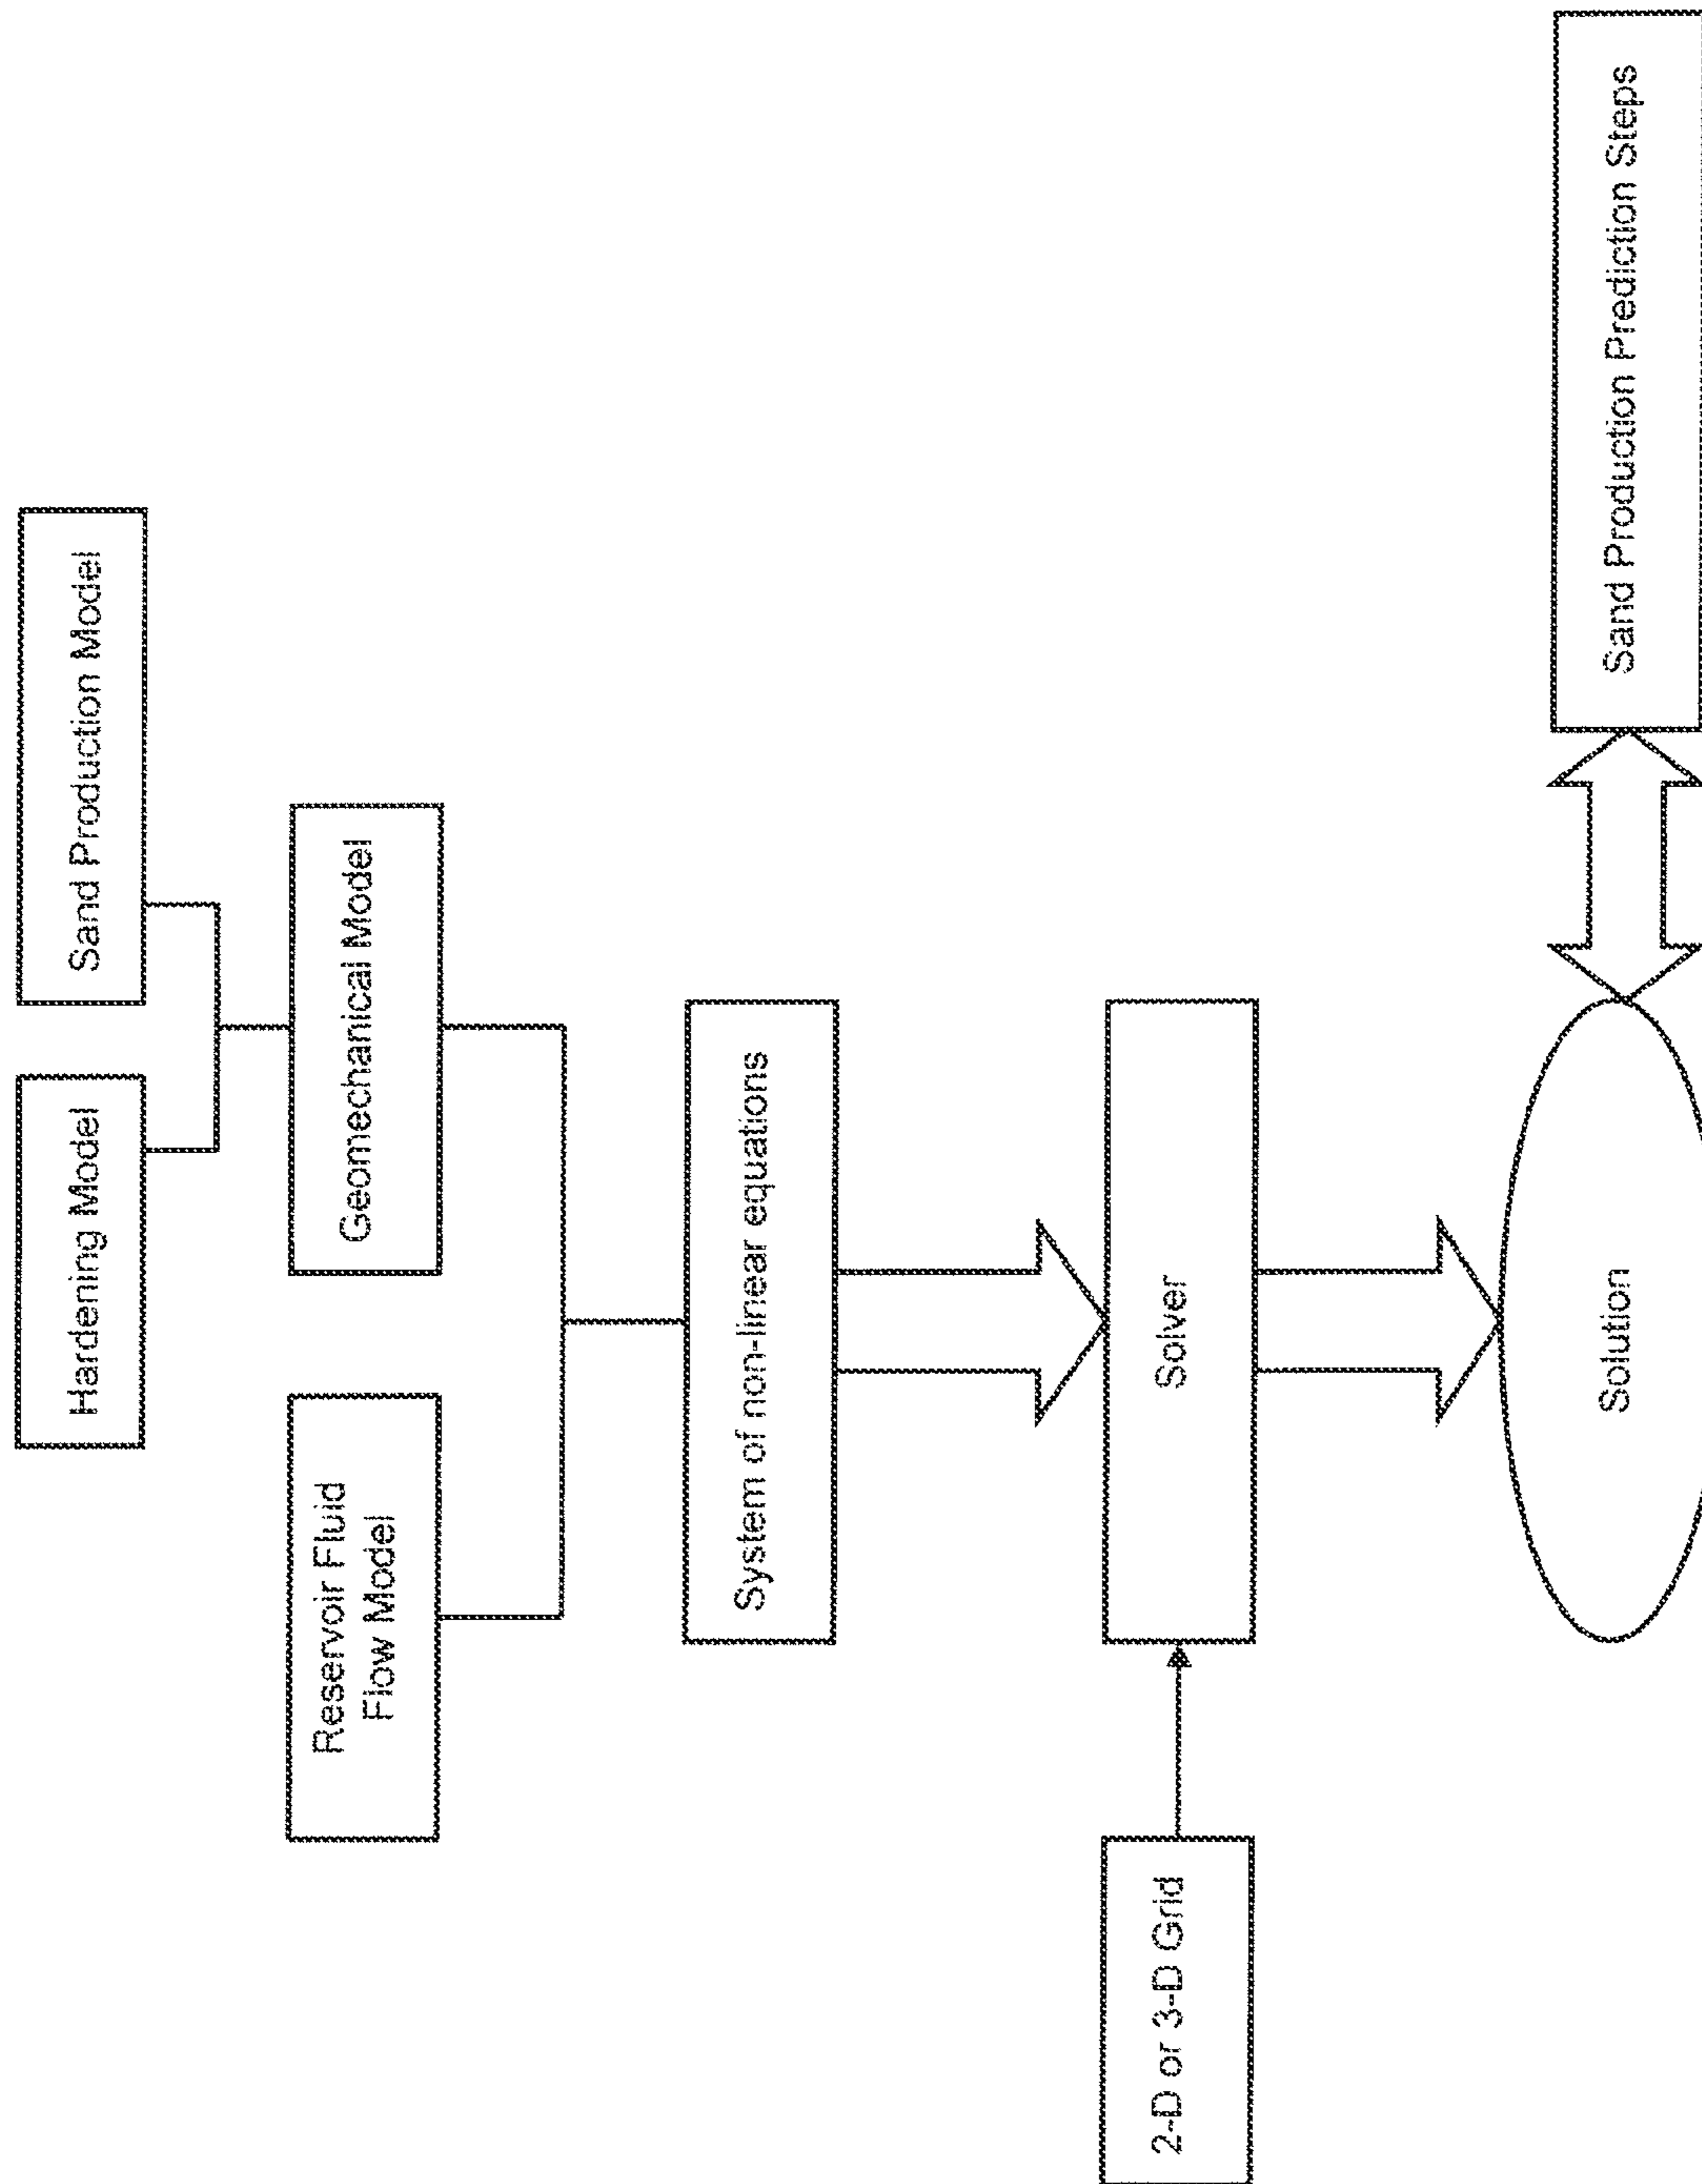 Hardening Model
Sand Production Model
Reservoir Fluid
Flow Model
Geomechanical Model
System of non-linear equations
2-D or 3-D Grid
Solver
Solution
Sand Production Prediction Steps